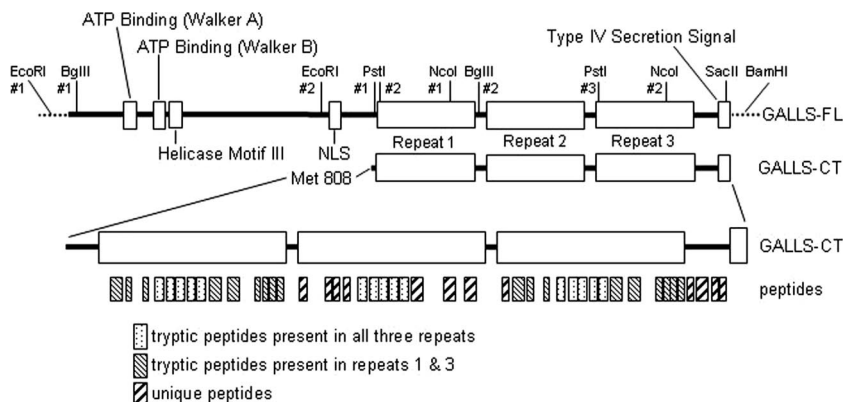 ATP Binding (Walker A)
ATP Binding (Walker B)
Type IV Secretion Signal
EcoRI BglII EcoRI PstI NcoI BglII PstI NcoI SacII BamHI
#1 #1 #2 #1 #2 #1 #2 #3 #2
GALLS-FL
Helicase Motif III NLS Repeat 1 Repeat 2 Repeat 3
Met 808 GALLS-CT
GALLS-CT
peptides
tryptic peptides present in all three repeats
tryptic peptides present in repeats 1 & 3
unique peptides